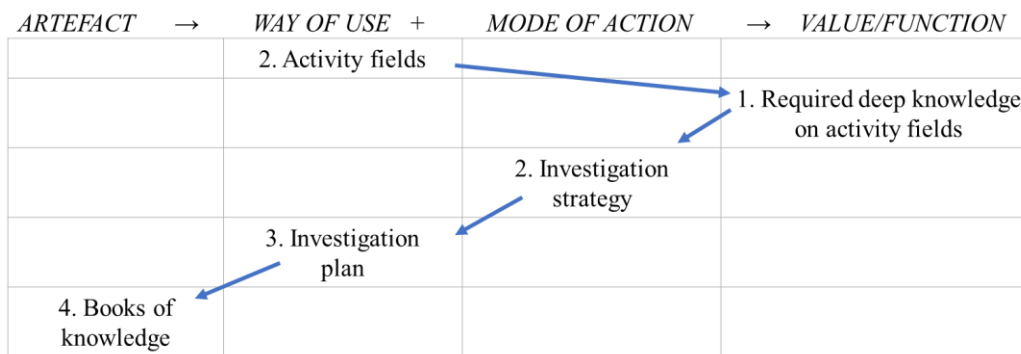 ARTEFACT → WAY OF USE + MODE OF ACTION → VALUE/FUNCTION
2. Activity fields
1. Required deep knowledge
on activity fields
2. Investigation
strategy
3. Investigation
plan
4. Books of
knowledge